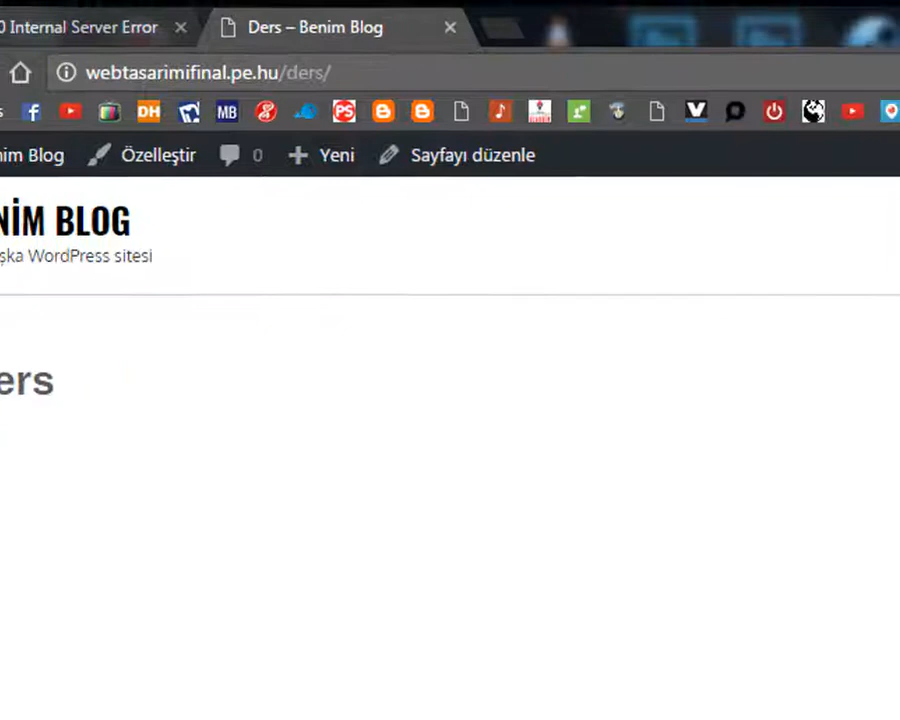 0 Internal Server Error
Ders – Benim Blog
webtasarimifinal.pe.hu/ders/
s f DH MB PS
nim Blog Özelleştir 0 Yeni Sayfayı düzenle
NİM BLOG
şka WordPress sitesi
ers